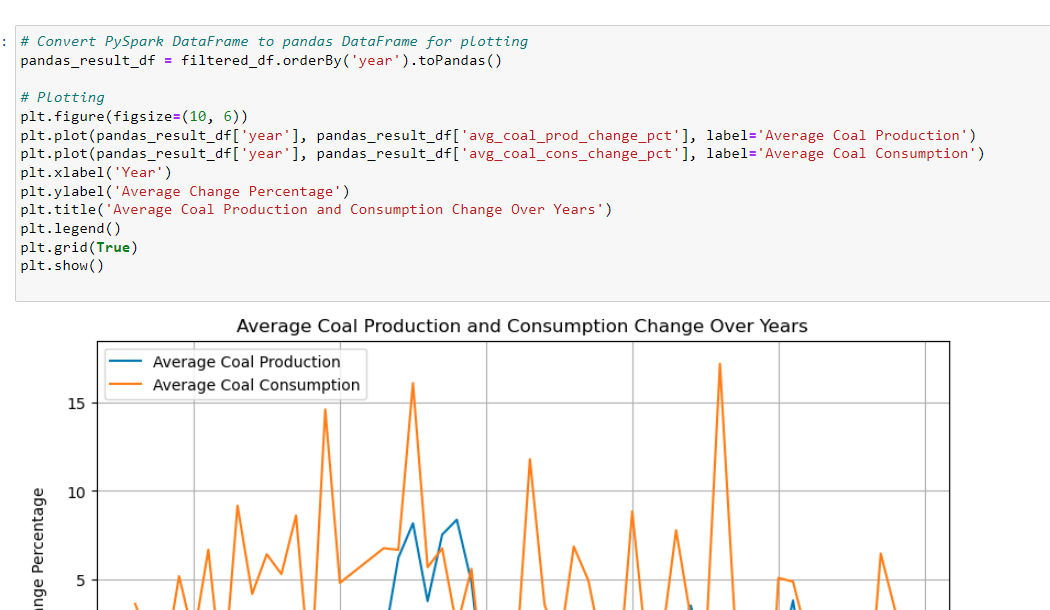 :
# Convert PySpark DataFrame to pandas DataFrame for plotting
pandas_result_df = filtered_df.orderBy('year').toPandas()
# Plotting
plt.figure(figsize=(10, 6))
plt.plot(pandas_result_df['year'], pandas_result_df['avg_coal_prod_change_pct'], label='Average Coal Production')
plt.plot(pandas_result_df['year'], pandas_result_df['avg_coal_cons_change_pct'], label='Average Coal Consumption')
plt.xlabel('Year')
plt.ylabel('Average Change Percentage')
plt.title('Average Coal Production and Consumption Change Over Years')
plt.legend()
plt.grid(True)
plt.show()
Average Coal Production and Consumption Change Over Years
Average Coal Production
Average Coal Consumption
15
10
5
ange Percentage